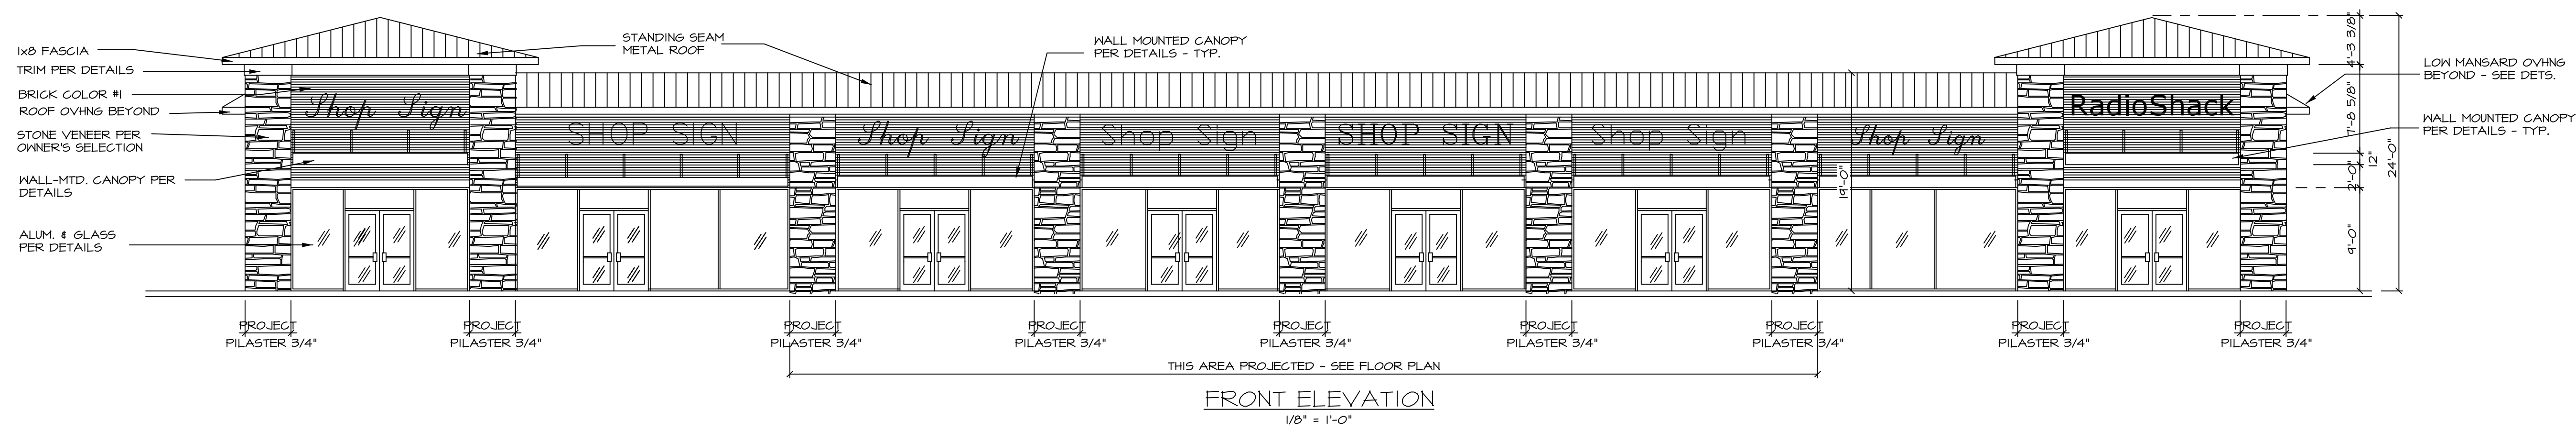 1x8 FASCIA
TRIM PER DETAILS
BRICK COLOR #1
ROOF OVHNG BEYOND
STONE VENEER PER
OWNER'S SELECTION
WALL-MTD. CANOPY PER
DETAILS
ALUM. & GLASS
PER DETAILS
STANDING SEAM
METAL ROOF
WALL MOUNTED CANOPY
PER DETAILS - TYP.
Shop Sign
SHOP SIGN
Shop Sign
Shop Sign
SHOP SIGN
Shop Sign
Shop Sign
RadioShack
19'-0"
4'-3 3/8"
7'-8 5/8"
12"
2'-0"
9'-0"
24'-0"
LOW MANSARD OVHNG
BEYOND - SEE DETS.
WALL MOUNTED CANOPY
PER DETAILS - TYP.
PROJECT
PILASTER 3/4"
PROJECT
PILASTER 3/4"
PROJECT
PILASTER 3/4"
PROJECT
PILASTER 3/4"
PROJECT
PILASTER 3/4"
PROJECT
PILASTER 3/4"
PROJECT
PILASTER 3/4"
PROJECT
PILASTER 3/4"
PROJECT
PILASTER 3/4"
THIS AREA PROJECTED - SEE FLOOR PLAN
FRONT ELEVATION
1/8" = 1'-0"